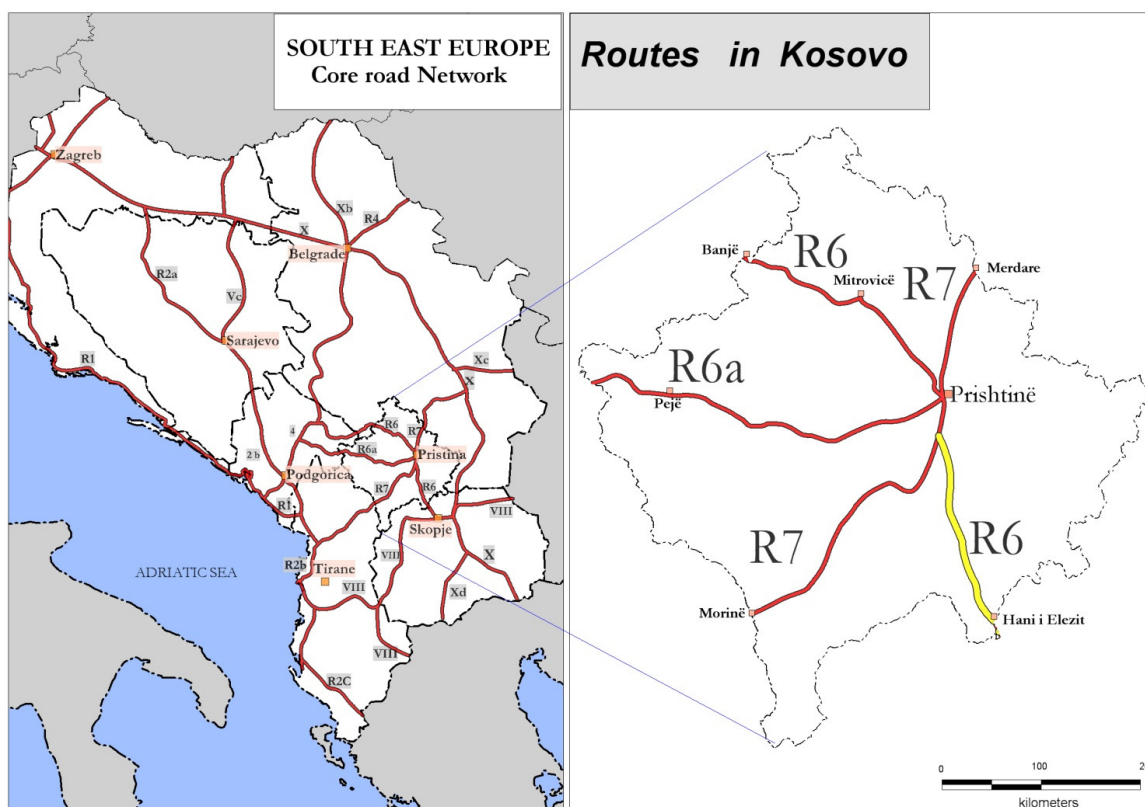 SOUTH EAST EUROPE
Core road Network
Zagreb
Xb
R4
X
Belgrade
R2a
Vc
Sarajevo
R1
Xc
X
4
R6
R7
R6a
Pristina
2 b
Podgorica
R7
R6
R1
VIII
Skopje
VIII
X
R2b
Tirane
ADRIATIC SEA
VIII
Xd
VIII
R2C
Routes in Kosovo
Banjë
R6
Mitrovicë
R7
Merdare
R6a
Pejë
Prishtinë
R7
R6
Morinë
Hani i Elezit
0
100
2
kilometers